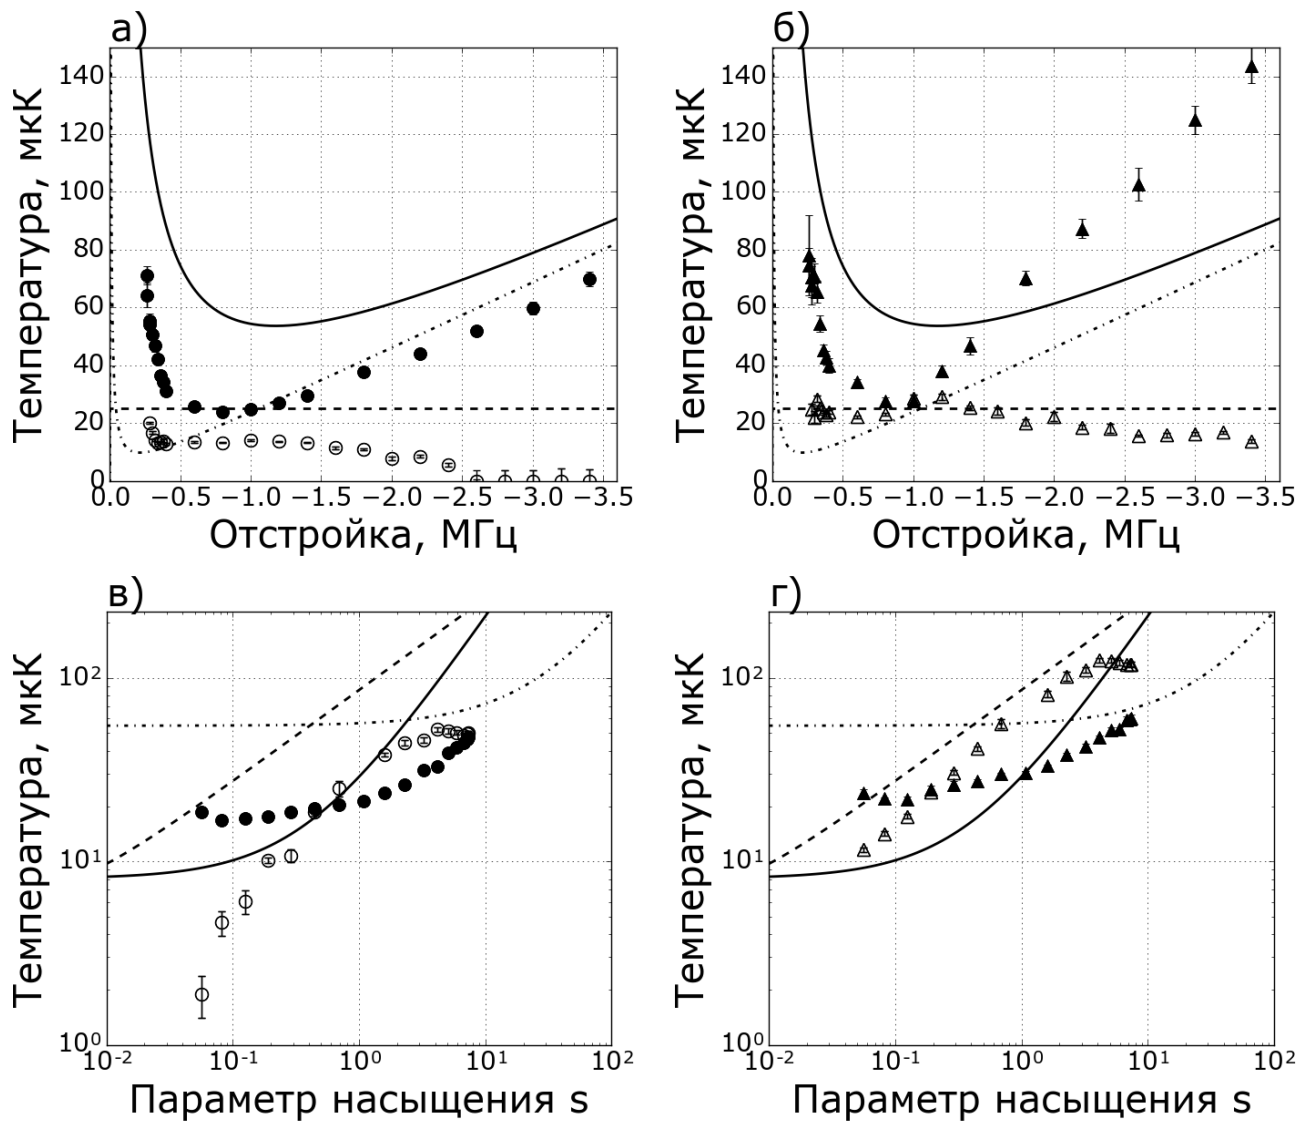 а)
Температура, мкК
140
120
100
80
60
40
20
0
0.0 −0.5 −1.0 −1.5 −2.0 −2.5 −3.0 −3.5
Отстройка, МГц
б)
Температура, мкК
140
120
100
80
60
40
20
0
0.0 −0.5 −1.0 −1.5 −2.0 −2.5 −3.0 −3.5
Отстройка, МГц
в)
Температура, мкК
10²
10¹
10⁰
10⁻² 10⁻¹ 10⁰ 10¹ 10²
Параметр насыщения s
г)
Температура, мкК
10²
10¹
10⁰
10⁻² 10⁻¹ 10⁰ 10¹ 10²
Параметр насыщения s